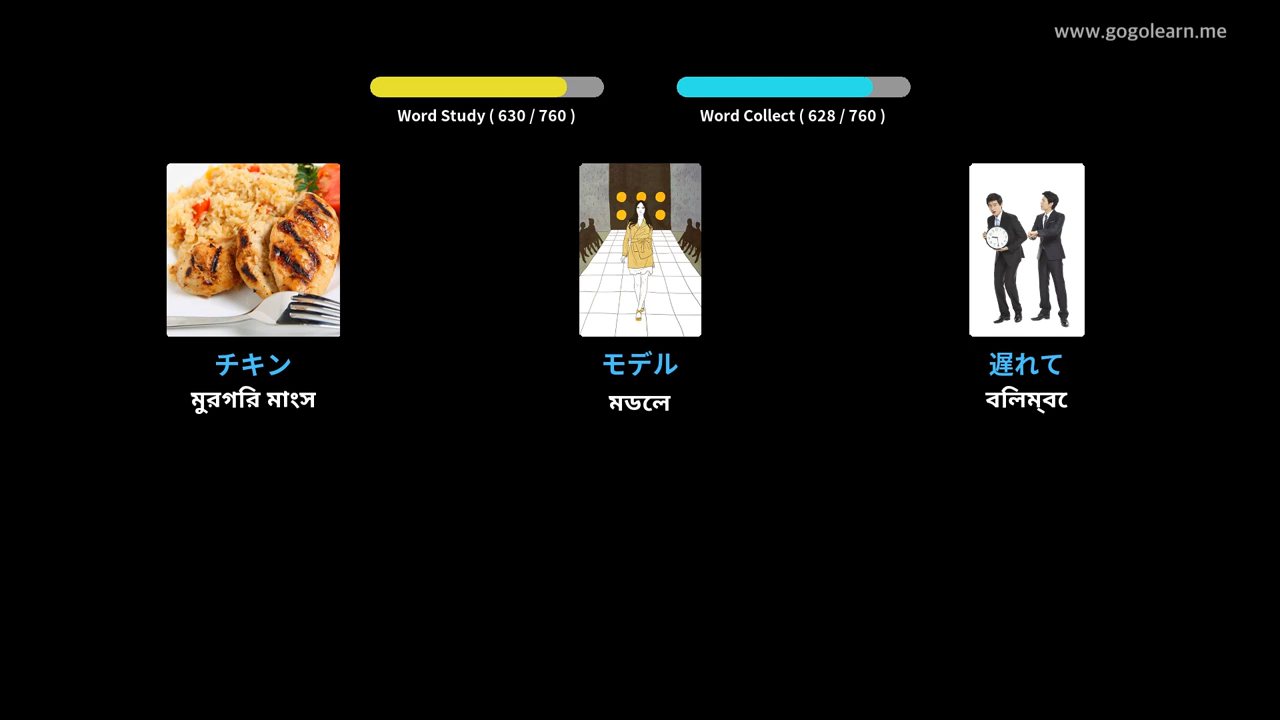 www.gogolearn.me
Word Study ( 630 / 760 )
Word Collect ( 628 / 760 )
チキン
মুরগরি মাংস
モデル
মডলে
遅れて
বলিম্বে